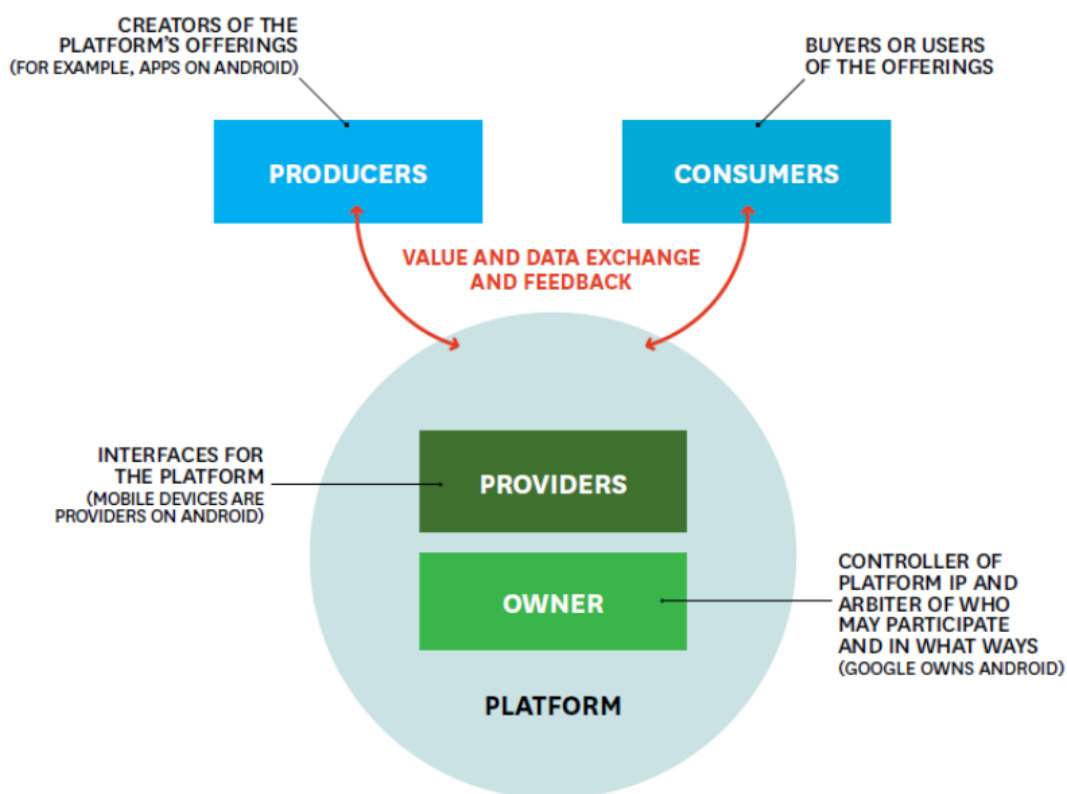 CREATORS OF THE
PLATFORM'S OFFERINGS
(FOR EXAMPLE, APPS ON ANDROID)
BUYERS OR USERS
OF THE OFFERINGS
PRODUCERS
CONSUMERS
VALUE AND DATA EXCHANGE
AND FEEDBACK
INTERFACES FOR
THE PLATFORM
(MOBILE DEVICES ARE
PROVIDERS ON ANDROID)
PROVIDERS
OWNER
CONTROLLER OF
PLATFORM IP AND
ARBITER OF WHO
MAY PARTICIPATE
AND IN WHAT WAYS
(GOOGLE OWNS ANDROID)
PLATFORM